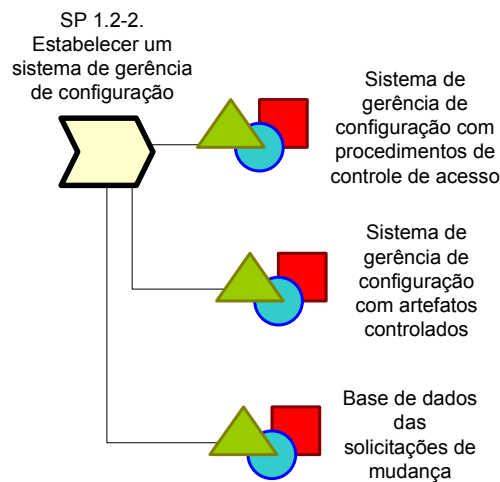 SP 1.2-2.
Estabelecer um
sistema de gerência
de configuração
Sistema de
gerência de
configuração com
procedimentos de
controle de acesso
Sistema de
gerência de
configuração
com artefatos
controlados
Base de dados
das
solicitações de
mudança